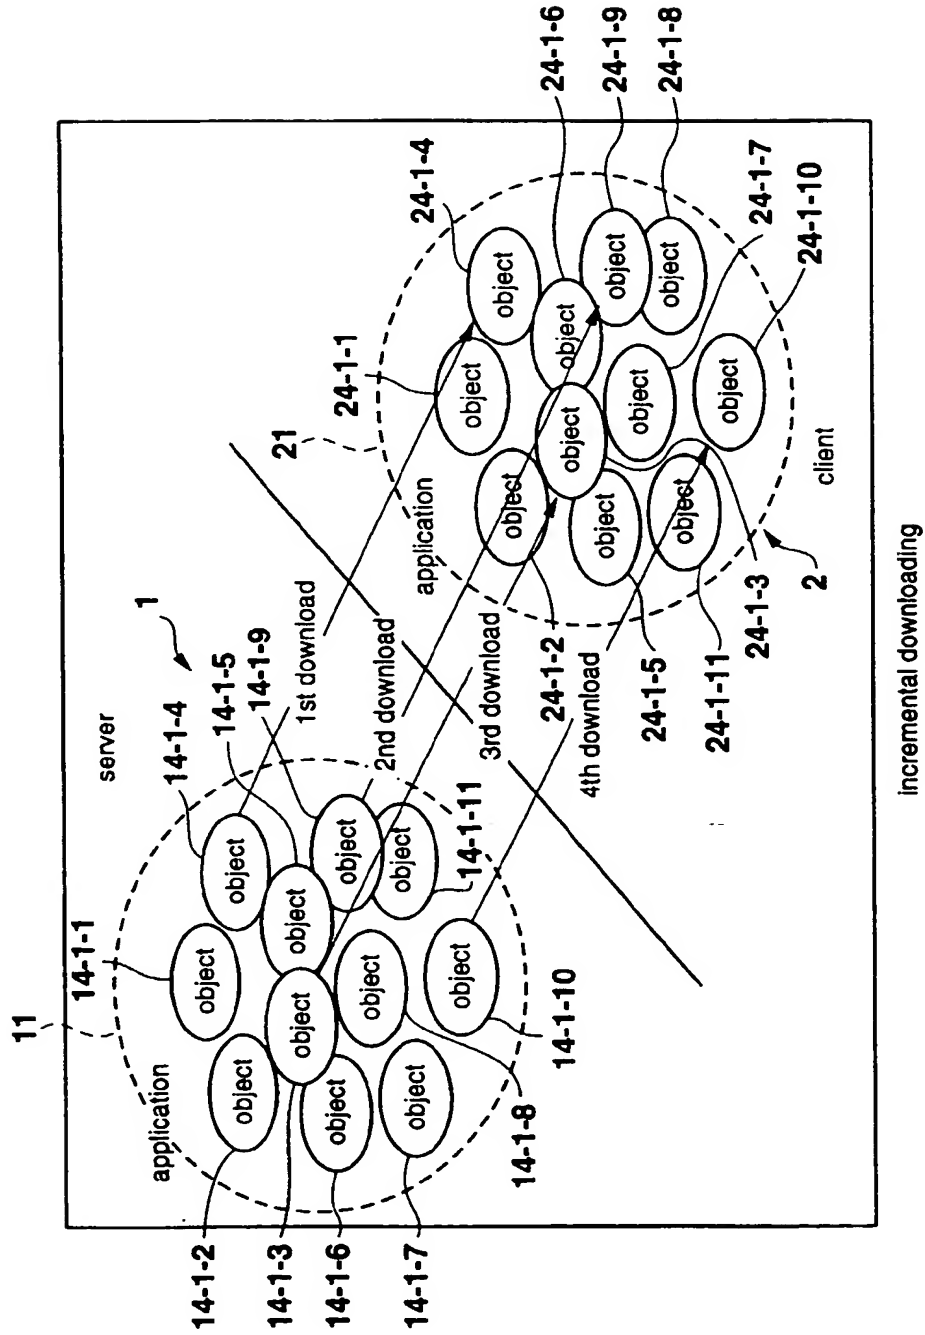 server
1
11
application
14-1-1
14-1-4
14-1-5
14-1-9
14-1-2
14-1-3
14-1-6
14-1-7
14-1-8
14-1-10
14-1-11
object
object
object
object
object
object
object
object
object
object
object
1st download
2nd download
3rd download
4th download
21
application
24-1-1
24-1-4
24-1-6
24-1-9
24-1-8
24-1-7
24-1-10
24-1-2
24-1-5
24-1-11
24-1-3
object
object
object
object
object
object
object
object
object
object
object
2
client
incremental downloading